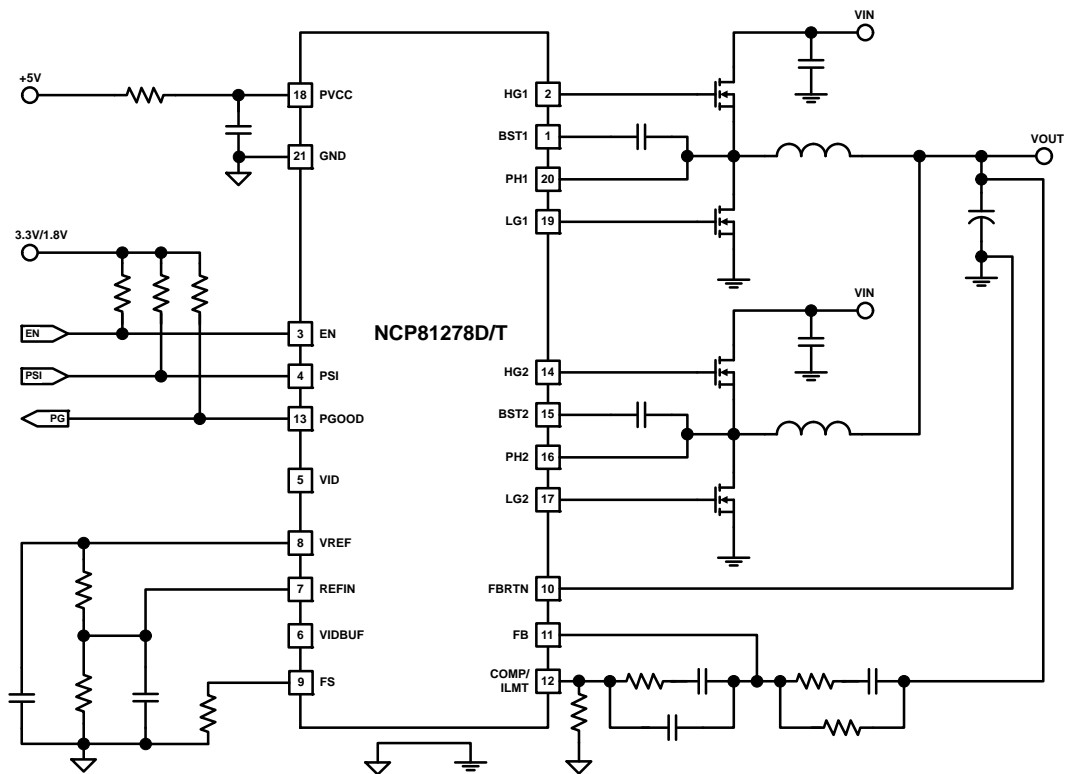 +5V
18 PVCC
21 GND
3.3V/1.8V
EN
3 EN
PSI
4 PSI
PG
13 PGOOD
5 VID
8 VREF
7 REFIN
6 VIDBUF
9 FS
NCP81278D/T
HG1 2
BST1 1
PH1 20
LG1 19
HG2 14
BST2 15
PH2 16
LG2 17
FBRTN 10
FB 11
COMP/
ILMT 12
VIN
VOUT
VIN